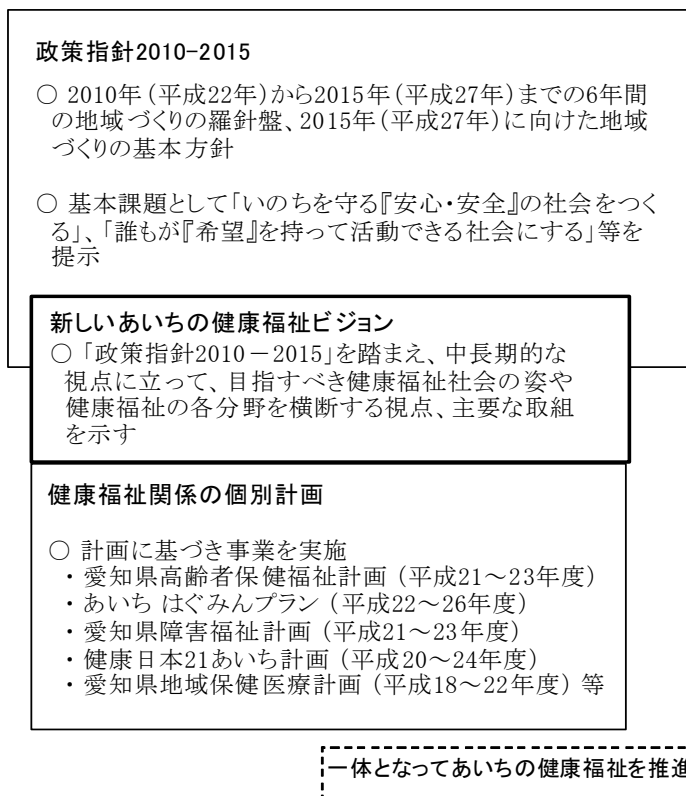 政策指針2010-2015
○ 2010年(平成22年)から2015年(平成27年)までの6年間
の地域づくりの羅針盤、2015年(平成27年)に向けた地域
づくりの基本方針
○ 基本課題として「いのちを守る『安心・安全』の社会をつく
る」、「誰もが『希望』を持って活動できる社会にする」等を
提示
新しいあいちの健康福祉ビジョン
○ 「政策指針2010-2015」を踏まえ、中長期的な
視点に立って、目指すべき健康福祉社会の姿や
健康福祉の各分野を横断する視点、主要な取組
を示す
健康福祉関係の個別計画
○ 計画に基づき事業を実施
・愛知県高齢者保健福祉計画(平成21~23年度)
・あいち はぐみんプラン(平成22~26年度)
・愛知県障害福祉計画(平成21~23年度)
・健康日本21あいち計画(平成20~24年度)
・愛知県地域保健医療計画(平成18~22年度)等
一体となってあいちの健康福祉を推進